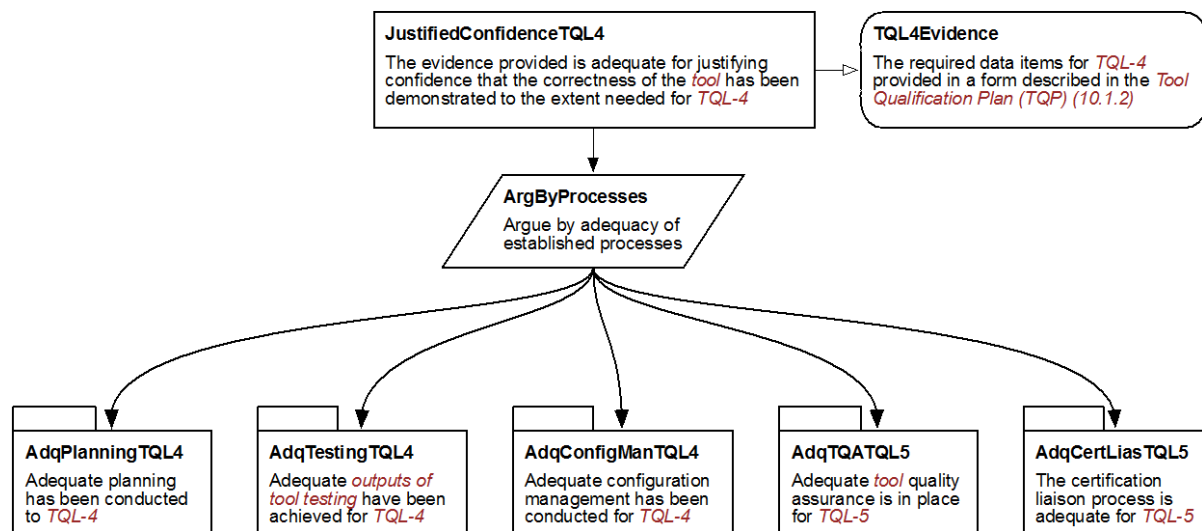 JustifiedConfidenceTQL4
The evidence provided is adequate for justifying
confidence that the correctness of the tool has been
demonstrated to the extent needed for TQL-4
TQL4Evidence
The required data items for TQL-4
provided in a form described in the Tool
Qualification Plan (TQP) (10.1.2)
ArgByProcesses
Argue by adequacy of
established processes
AdqPlanningTQL4
Adequate planning
has been conducted
to TQL-4
AdqTestingTQL4
Adequate outputs of
tool testing have been
achieved for TQL-4
AdqConfigManTQL4
Adequate configuration
management has been
conducted for TQL-4
AdqTQATQL5
Adequate tool quality
assurance is in place
for TQL-5
AdqCertLiasTQL5
The certification
liaison process is
adequate for TQL-5